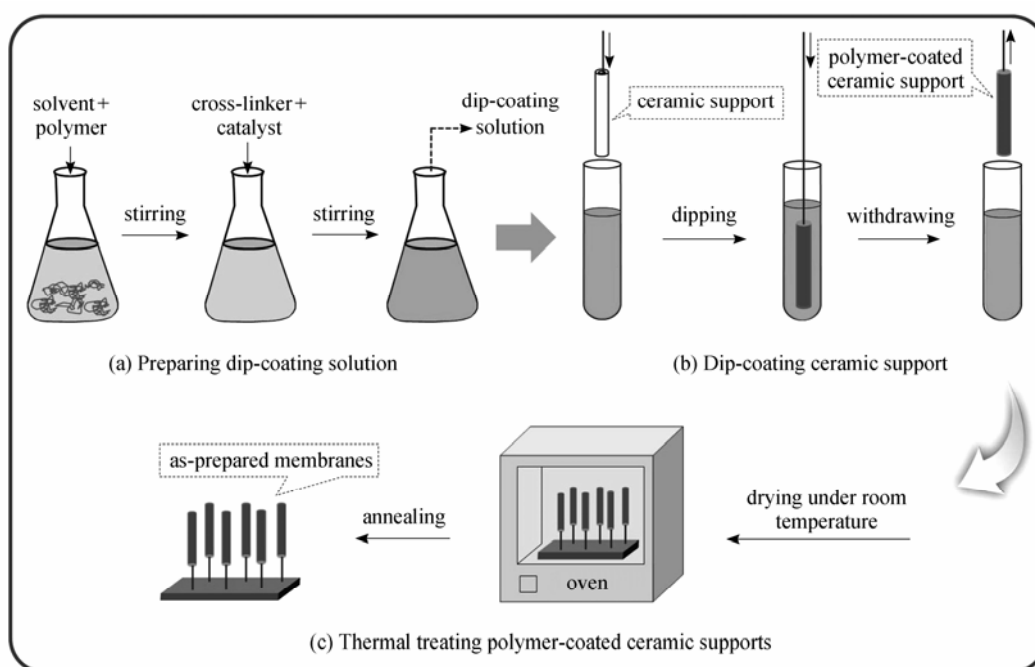 solvent+
polymer
cross-linker+
catalyst
dip-coating
solution
stirring
stirring
(a) Preparing dip-coating solution
ceramic support
polymer-coated
ceramic support
dipping
withdrawing
(b) Dip-coating ceramic support
as-prepared membranes
annealing
oven
drying under room
temperature
(c) Thermal treating polymer-coated ceramic supports